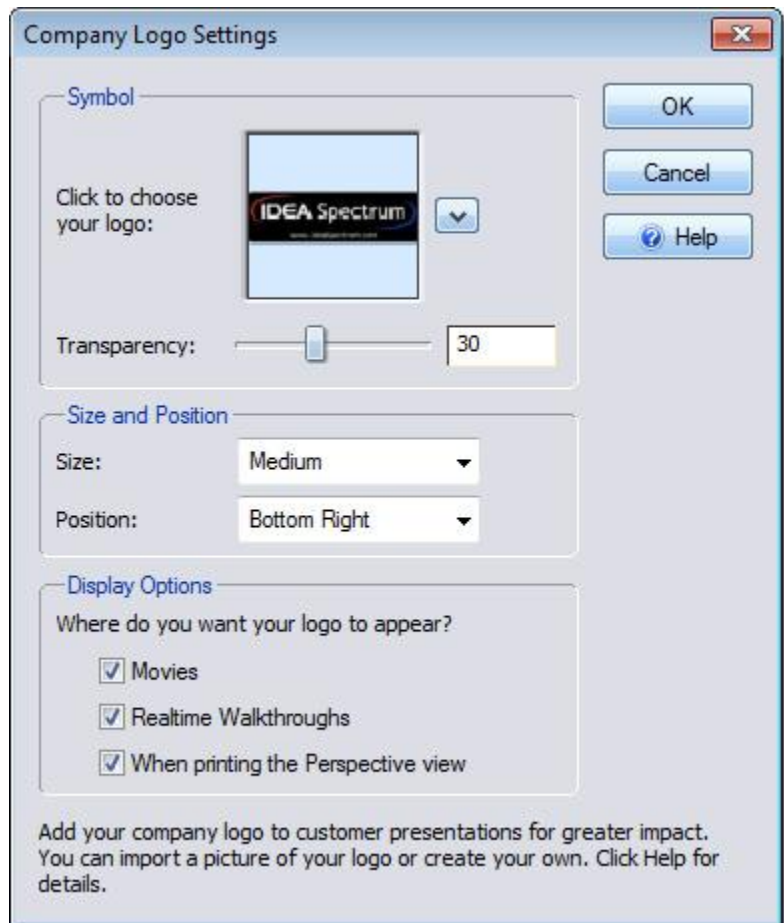 Company Logo Settings
Symbol
Click to choose
your logo:
IDEA Spectrum
Transparency:
30
OK
Cancel
Help
Size and Position
Size:
Medium
Position:
Bottom Right
Display Options
Where do you want your logo to appear?
Movies
Realtime Walkthroughs
When printing the Perspective view
Add your company logo to customer presentations for greater impact.
You can import a picture of your logo or create your own. Click Help for
details.